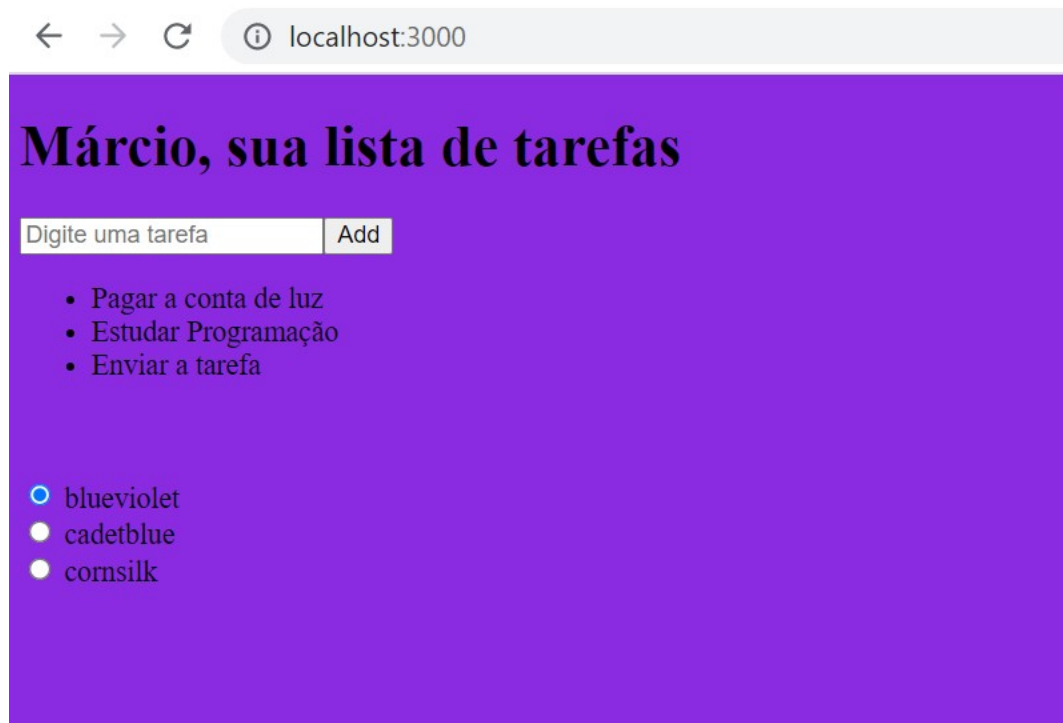 localhost:3000
Márcio, sua lista de tarefas
Digite uma tarefa Add
Pagar a conta de luz
Estudar Programação
Enviar a tarefa
blueviolet
cadetblue
cornsilk